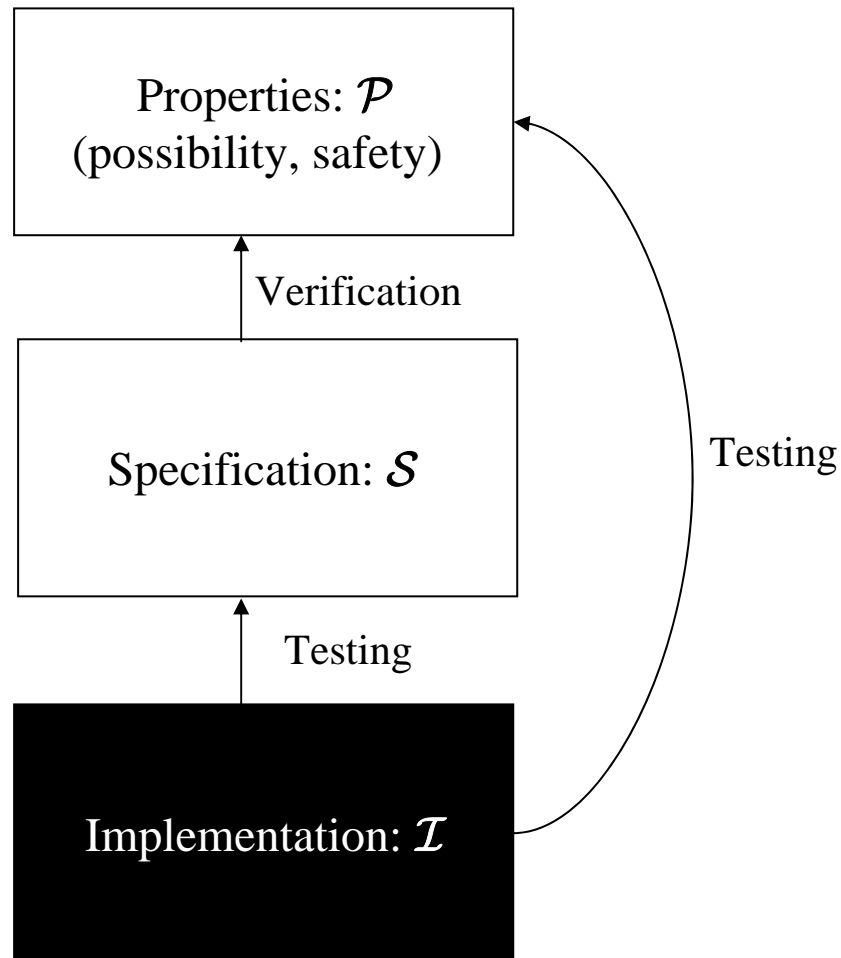 Properties: 𝒫
(possibility, safety)
Verification
Specification: 𝒮
Testing
Testing
Implementation: ℐ